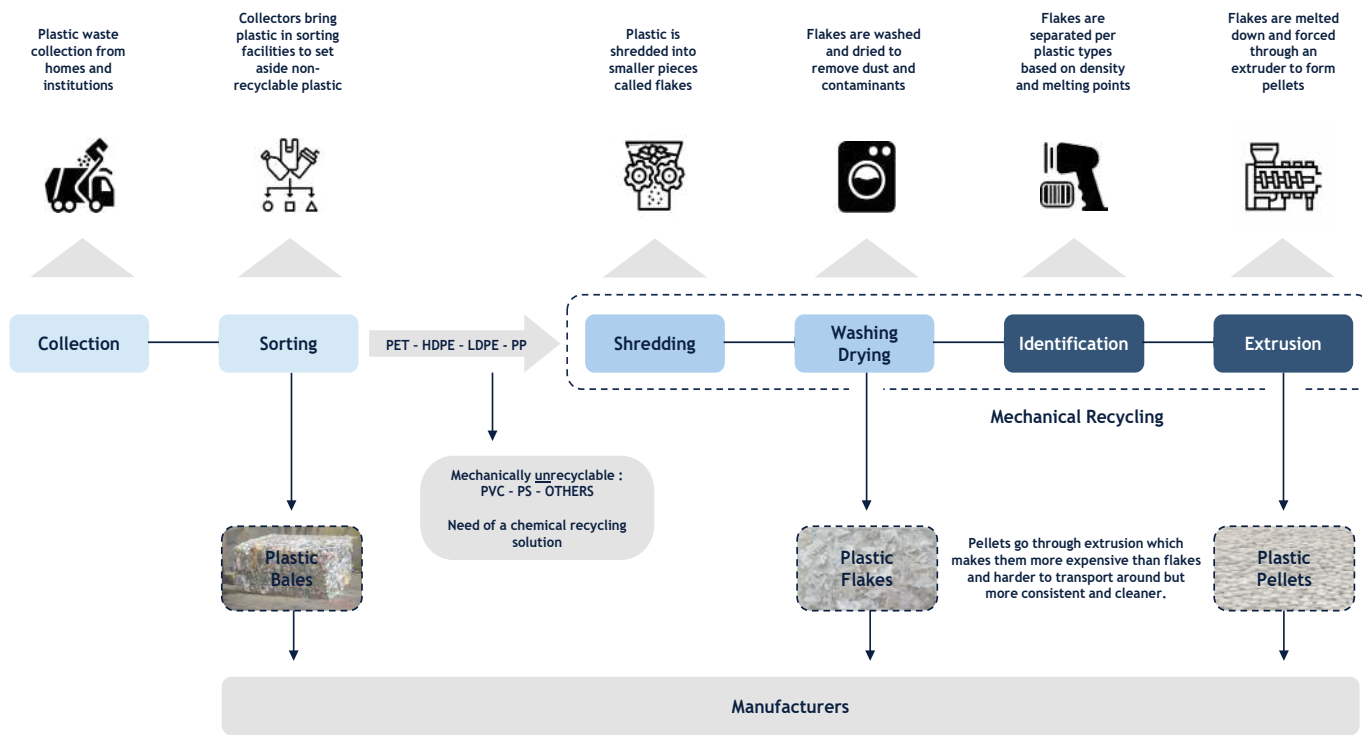 Plastic waste
collection from
homes and
institutions
Collectors bring
plastic in sorting
facilities to set
aside non-
recyclable plastic
Plastic is
shredded into
smaller pieces
called flakes
Flakes are washed
and dried to
remove dust and
contaminants
Flakes are
separated per
plastic types
based on density
and melting points
Flakes are melted
down and forced
through an
extruder to form
pellets
Collection
Sorting
PET - HDPE - LDPE - PP
Shredding
Washing
Drying
Identification
Extrusion
Mechanical Recycling
Mechanically unrecyclable :
PVC - PS - OTHERS
Need of a chemical recycling
solution
Plastic
Bales
Plastic
Flakes
Pellets go through extrusion which
makes them more expensive than flakes
and harder to transport around but
more consistent and cleaner.
Plastic
Pellets
Manufacturers